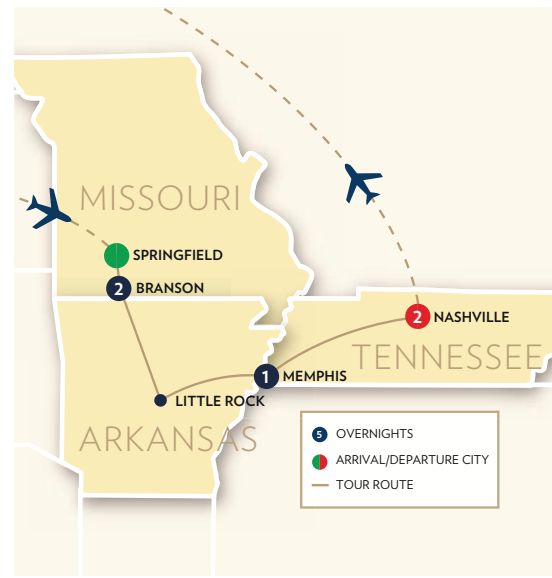 MISSOURI
SPRINGFIELD
2 BRANSON
2 NASHVILLE
TENNESSEE
1 MEMPHIS
LITTLE ROCK
ARKANSAS
5 OVERNIGHTS
ARRIVAL/DEPARTURE CITY
TOUR ROUTE